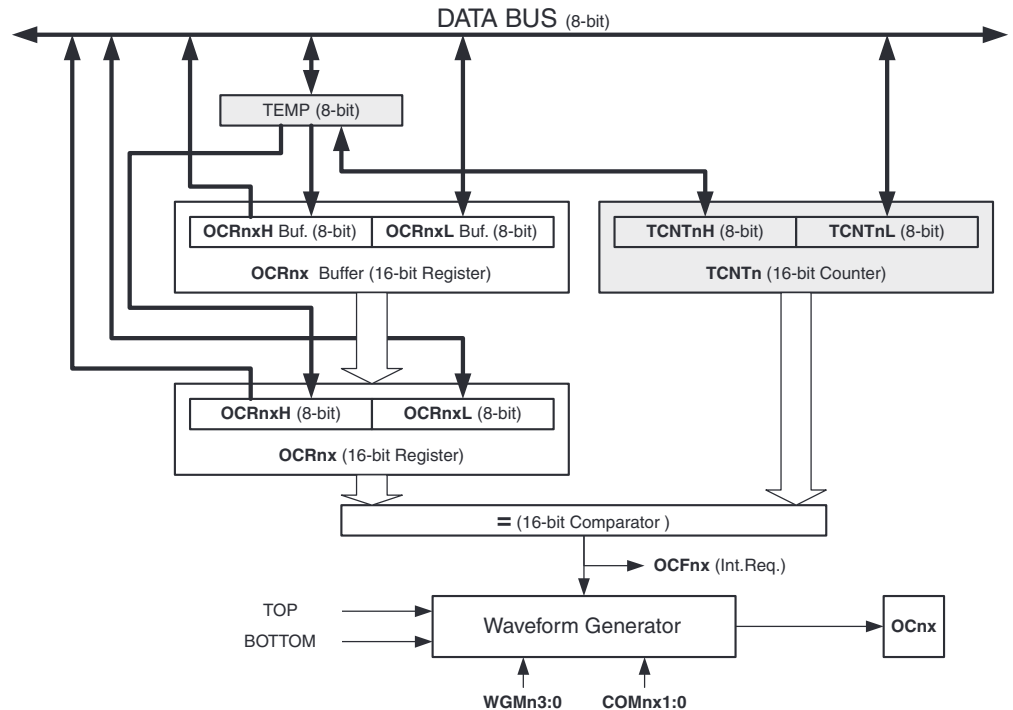 DATA BUS (8-bit)
TEMP (8-bit)
OCRnxH Buf. (8-bit)
OCRnxL Buf. (8-bit)
TCNTnH (8-bit)
TCNTnL (8-bit)
OCRnx Buffer (16-bit Register)
TCNTn (16-bit Counter)
OCRnxH (8-bit)
OCRnxL (8-bit)
OCRnx (16-bit Register)
= (16-bit Comparator )
OCFnx (Int.Req.)
TOP
BOTTOM
Waveform Generator
OCnx
WGMn3:0
COMnx1:0